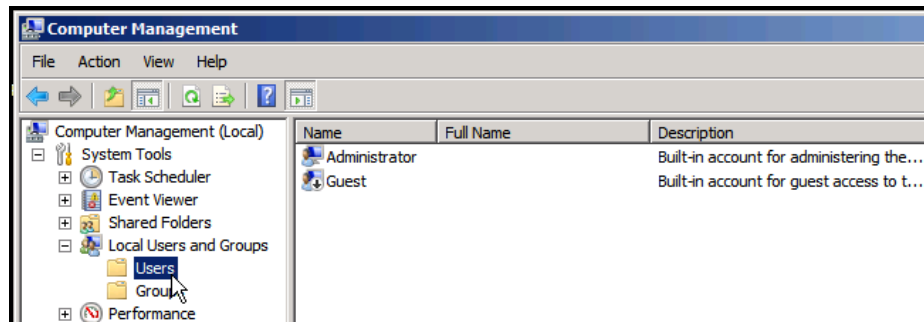 Computer Management
File Action View Help
Computer Management (Local)
System Tools
Task Scheduler
Event Viewer
Shared Folders
Local Users and Groups
Users
Performance
Name Full Name Description
Administrator Built-in account for administering the...
Guest Built-in account for guest access to t...